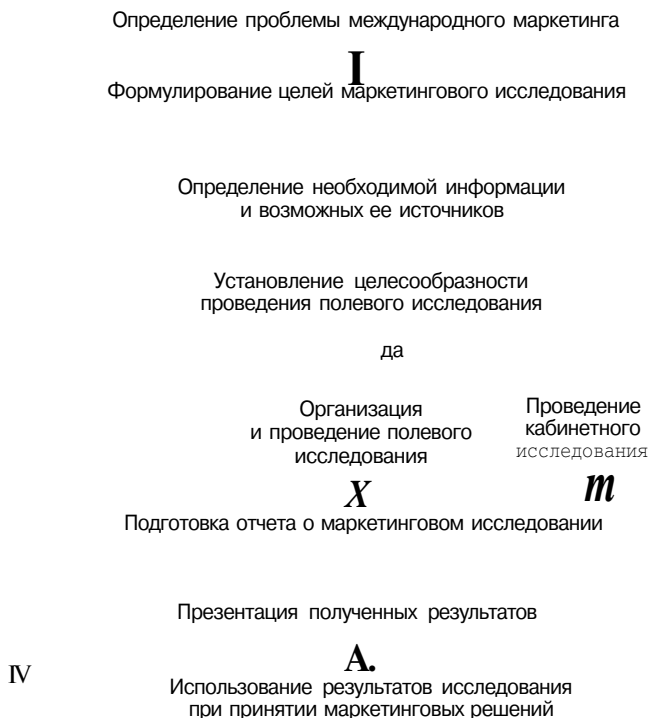 Определение проблемы международного маркетинга
I
Формулирование целей маркетингового исследования
Определение необходимой информации
и возможных ее источников
Установление целесообразности
проведения полевого исследования
да
Организация
и проведение полевого
исследования
Проведение
кабинетного
исследования
X
m
Подготовка отчета о маркетинговом исследовании
Презентация полученных результатов
A.
IV
Использование результатов исследования
при принятии маркетинговых решений